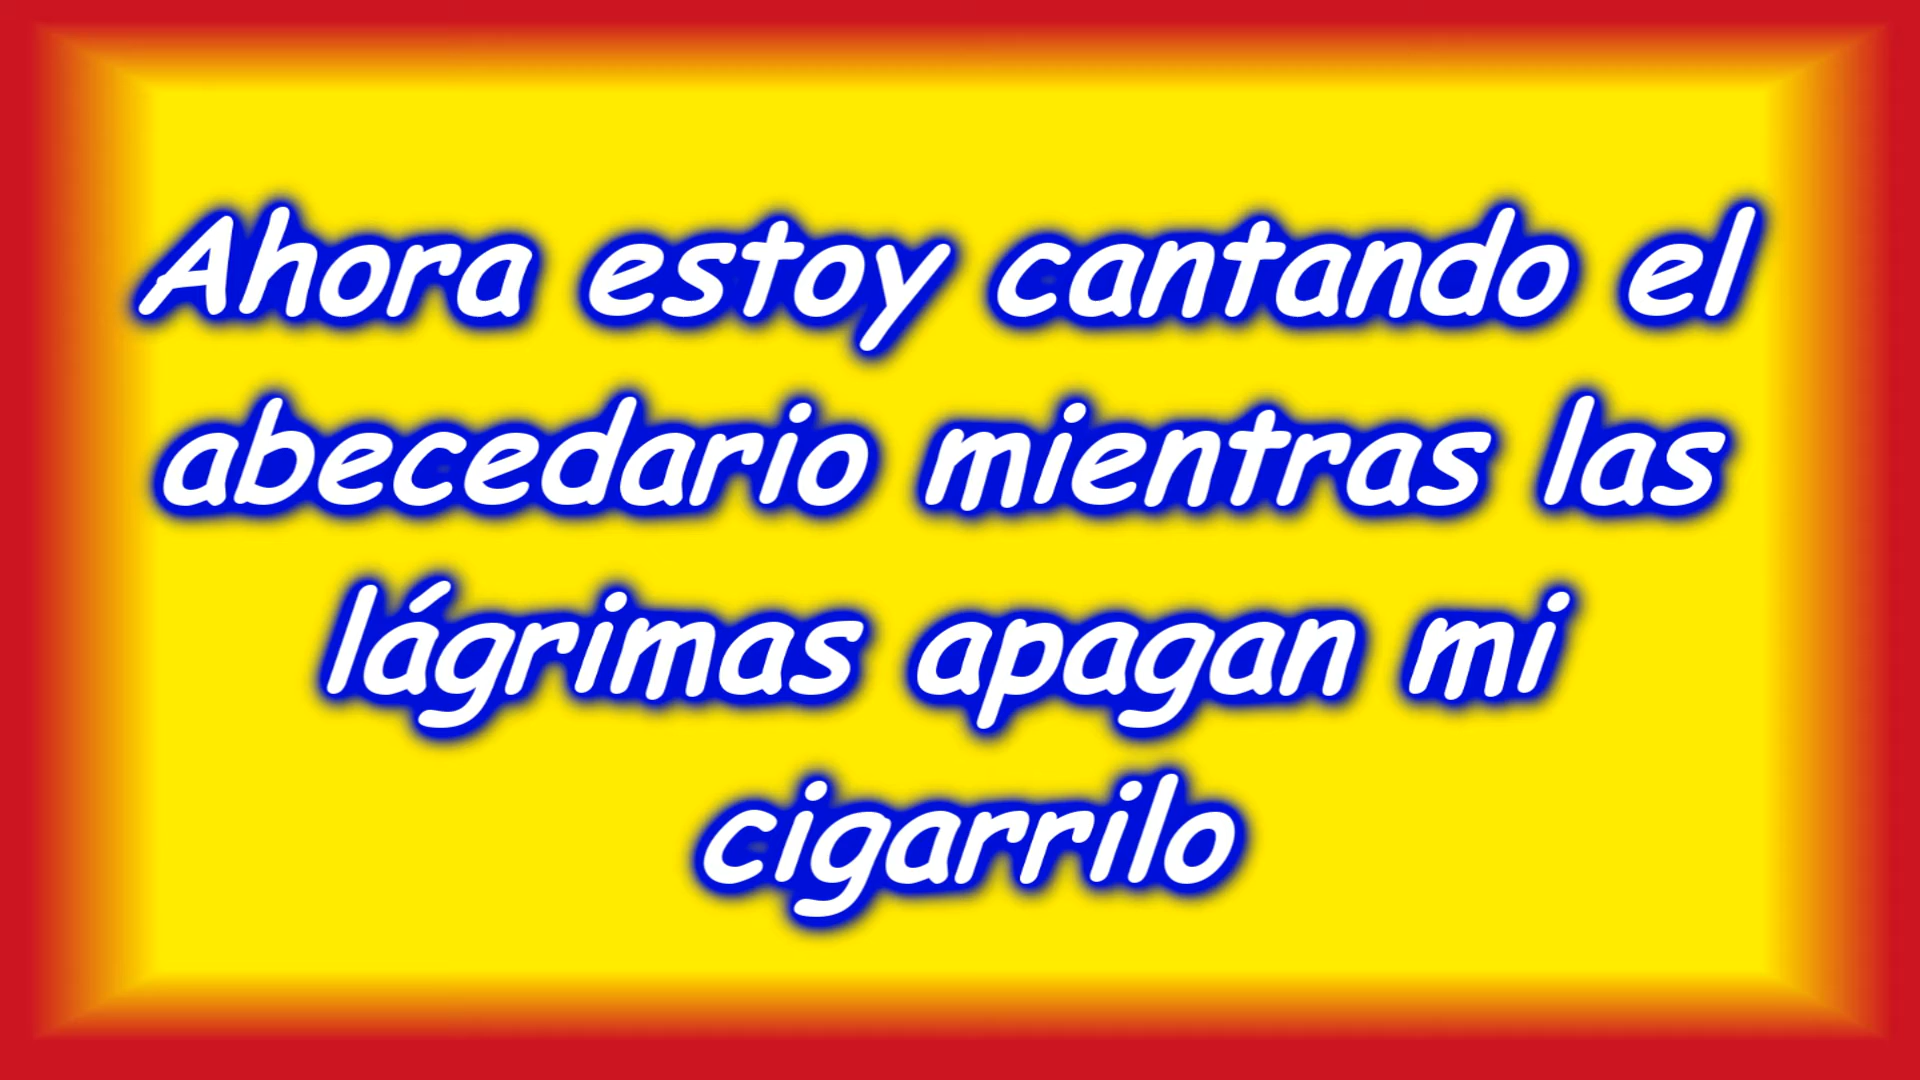 Ahora estoy cantando el
abecedario mientras las
lágrimas apagan mi
cigarrilo